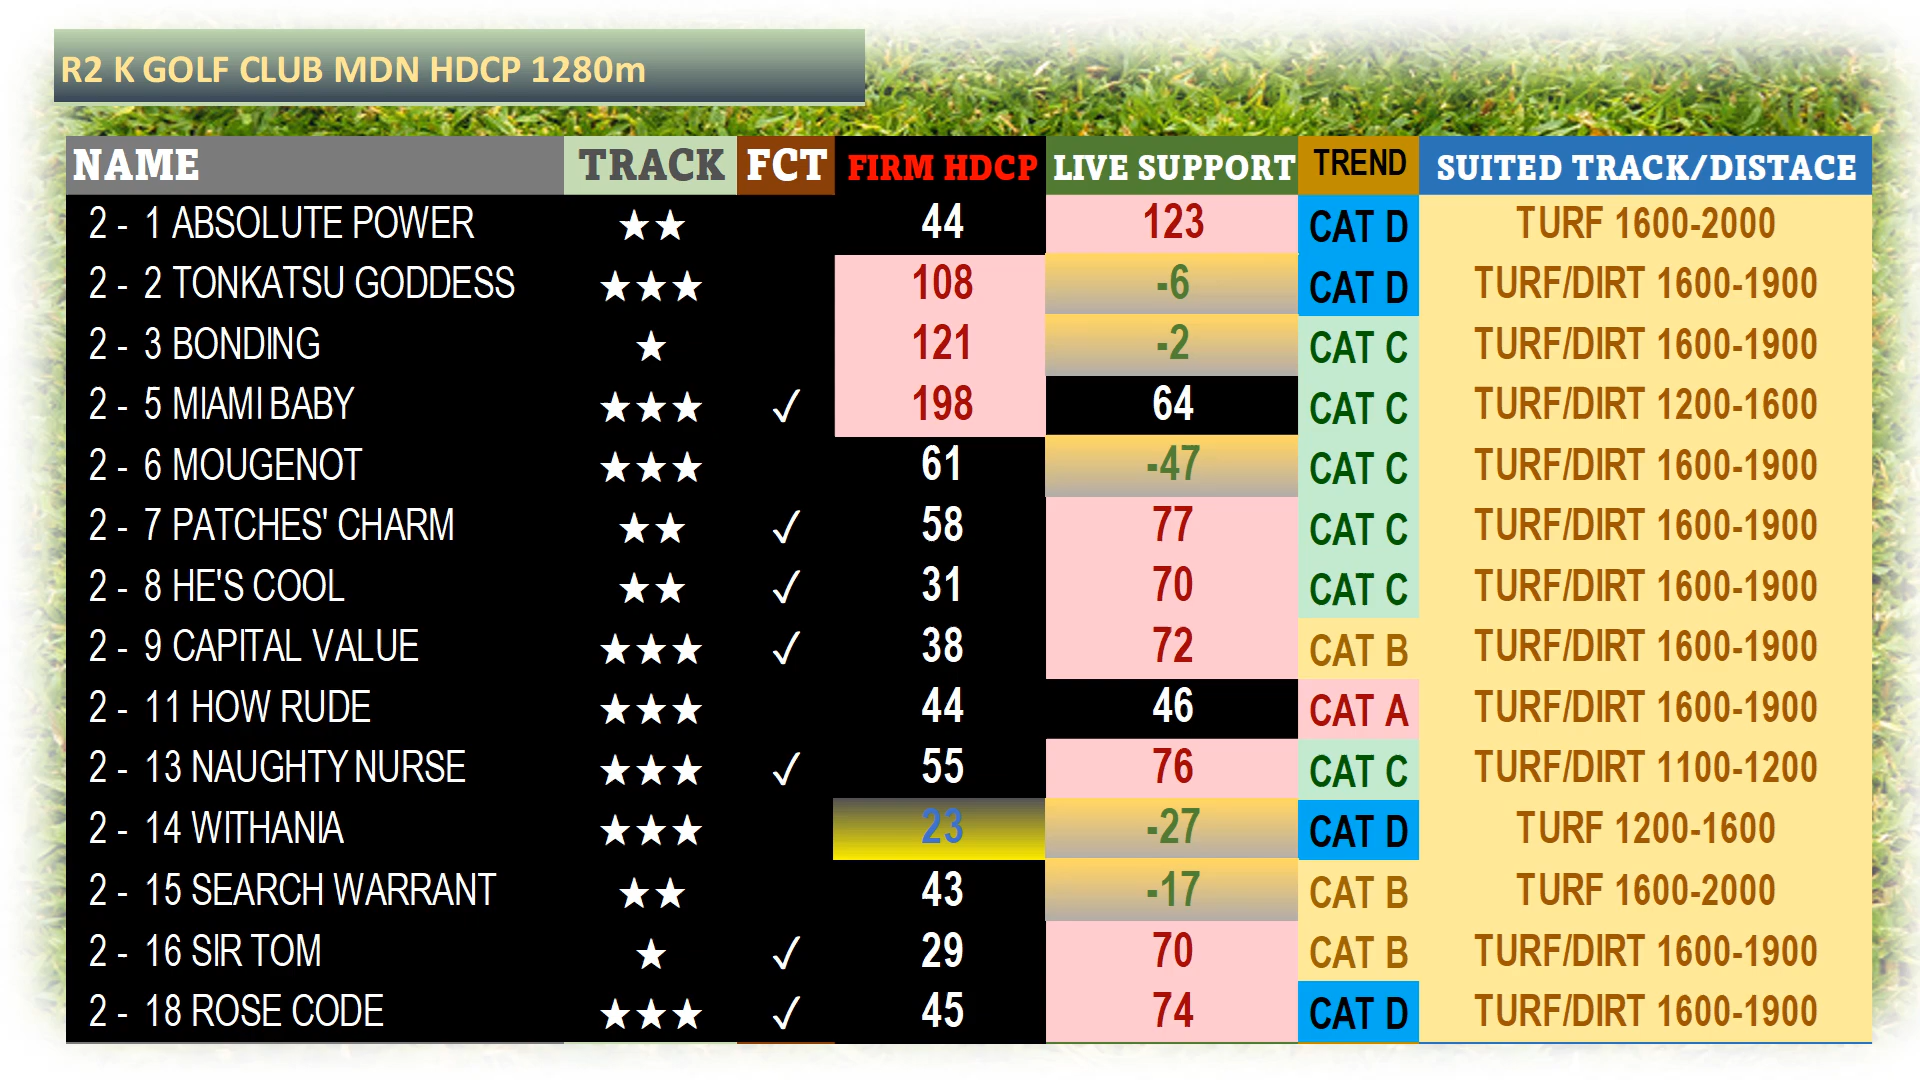 R2 K GOLF CLUB MDN HDCP 1280m
NAME TRACK FCT FIRM HDCP LIVE SUPPORT TREND SUITED TRACK/DISTACE
2 - 1 ABSOLUTE POWER ★★ 44 123 CAT D TURF 1600-2000
2 - 2 TONKATSU GODDESS ★★★ 108 -6 CAT D TURF/DIRT 1600-1900
2 - 3 BONDING ★ 121 -2 CAT C TURF/DIRT 1600-1900
2 - 5 MIAMI BABY ★★★ ✓ 198 64 CAT C TURF/DIRT 1200-1600
2 - 6 MOUGENOT ★★★ 61 -47 CAT C TURF/DIRT 1600-1900
2 - 7 PATCHES' CHARM ★★ ✓ 58 77 CAT C TURF/DIRT 1600-1900
2 - 8 HE'S COOL ★★ ✓ 31 70 CAT C TURF/DIRT 1600-1900
2 - 9 CAPITAL VALUE ★★★ ✓ 38 72 CAT B TURF/DIRT 1600-1900
2 - 11 HOW RUDE ★★★ 44 46 CAT A TURF/DIRT 1600-1900
2 - 13 NAUGHTY NURSE ★★★ ✓ 55 76 CAT C TURF/DIRT 1100-1200
2 - 14 WITHANIA ★★★ 23 -27 CAT D TURF 1200-1600
2 - 15 SEARCH WARRANT ★★ 43 -17 CAT B TURF 1600-2000
2 - 16 SIR TOM ★ ✓ 29 70 CAT B TURF/DIRT 1600-1900
2 - 18 ROSE CODE ★★★ ✓ 45 74 CAT D TURF/DIRT 1600-1900